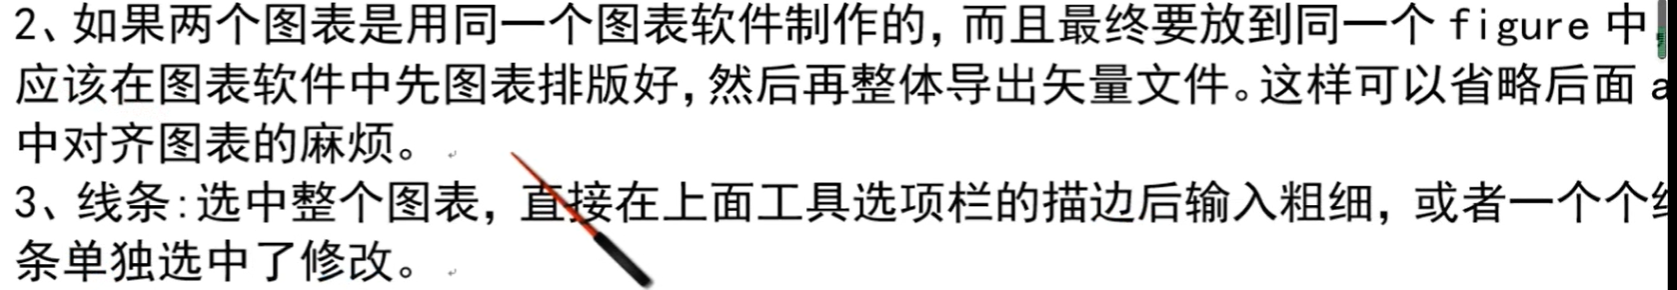 2、如果两个图表是用同一个图表软件制作的，而且最终要放到同一个 figure 中
应该在图表软件中先图表排版好，然后再整体导出矢量文件。这样可以省略后面 a
中对齐图表的麻烦。
3、线条：选中整个图表，直接在上面工具选项栏的描边后输入粗细，或者一个个
条单独选中了修改。